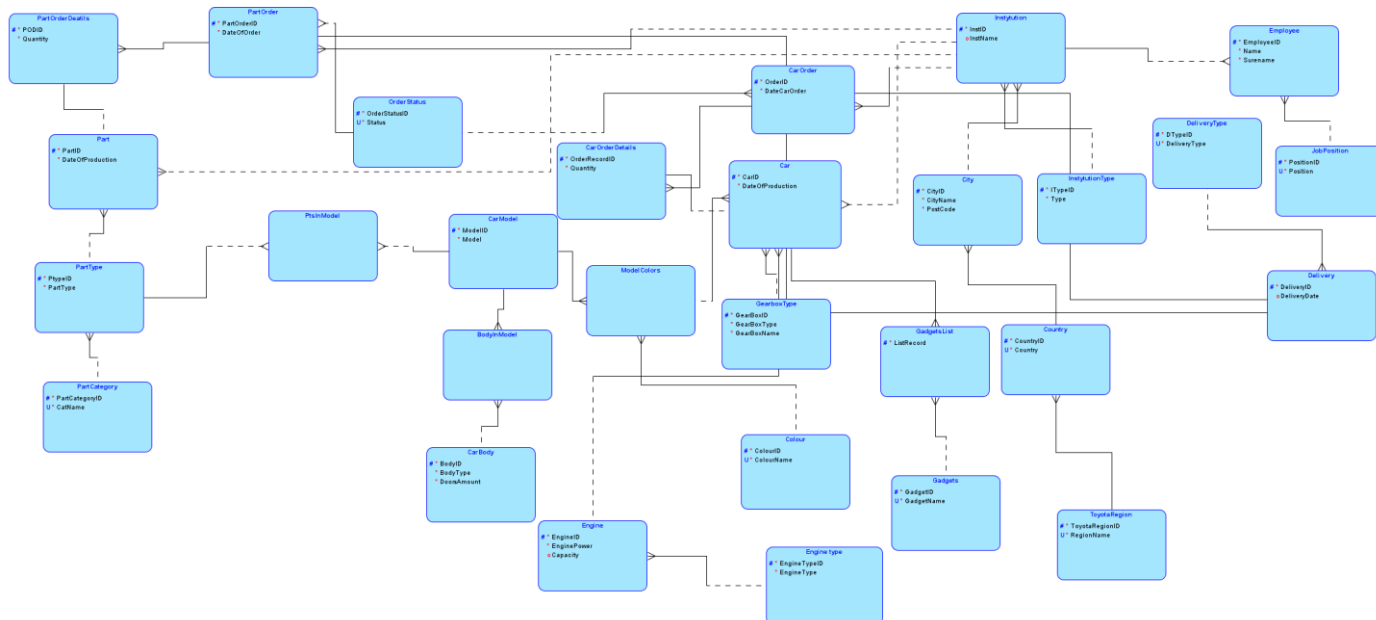 PartOrderDeatils
# * PODID
* Quantity
PartOrder
# * PartOrderID
* DateOfOrder
Instytution
# * InstID
o InstName
Employee
# * EmployeeID
* Name
* Surename
CarOrder
# * OrderID
* DateCarOrder
OrderStatus
# * OrderStatusID
U * Status
DeliveryType
# * DTypeID
U * DeliveryType
Part
# * PartID
* DateOfProduction
CarOrderDetails
# * OrderRecordID
* Quantity
Car
# * CarID
* DateOfProduction
City
# * CityID
* CityName
* PostCode
InstytutionType
# * ITypeID
* Type
JobPosition
# * PositionID
U * Position
PtsInModel
CarModel
# * ModelID
* Model
PartType
# * PtypeID
* PartType
ModelColors
Delivery
# * DeliveryID
o DeliveryDate
GearboxType
# * GearBoxID
* GearBoxType
* GearBoxName
GadgetsList
# * ListRecord
Country
# * CountryID
U * Country
BodyInModel
PartCategory
# * PartCategoryID
U * CatName
CarBody
# * BodyID
* BodyType
* DoorsAmount
Colour
# * ColourID
U * ColourName
Gadgets
# * GadgetID
U * GadgetName
ToyotaRegion
# * ToyotaRegionID
U * RegionName
Engine
# * EngineID
* EnginePower
o Capacity
Engine type
# * EngineTypeID
* EngineType